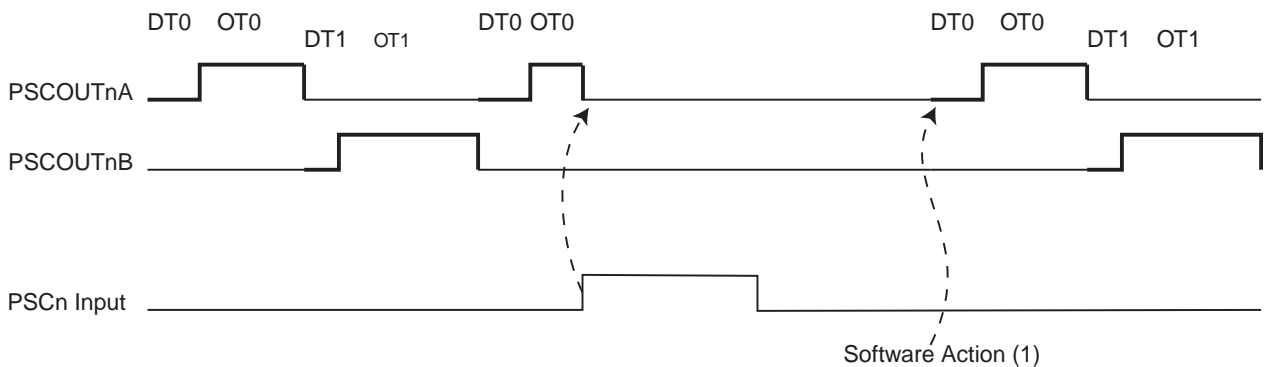 DT0 OT0 DT0 OT0 DT0 OT0
DT1 OT1 DT1 OT1
PSCOUTnA
PSCOUTnB
PSCn Input
Software Action (1)